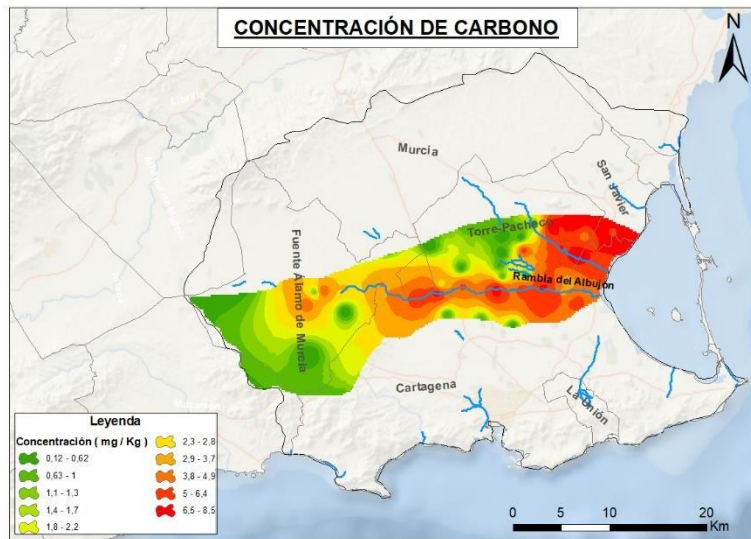 CONCENTRACIÓN DE CARBONO
N
Murcia
San Javier
Torre-Pacheco
Fuente Álamo de Murcia
Rambla del Albujón
Cartagena
La Unión
Leyenda
Concentración ( mg / Kg )
0,12 - 0,62
0,63 - 1
1,1 - 1,3
1,4 - 1,7
1,8 - 2,2
2,3 - 2,8
2,9 - 3,7
3,8 - 4,9
5 - 6,4
6,5 - 8,5
0 5 10 20
Km